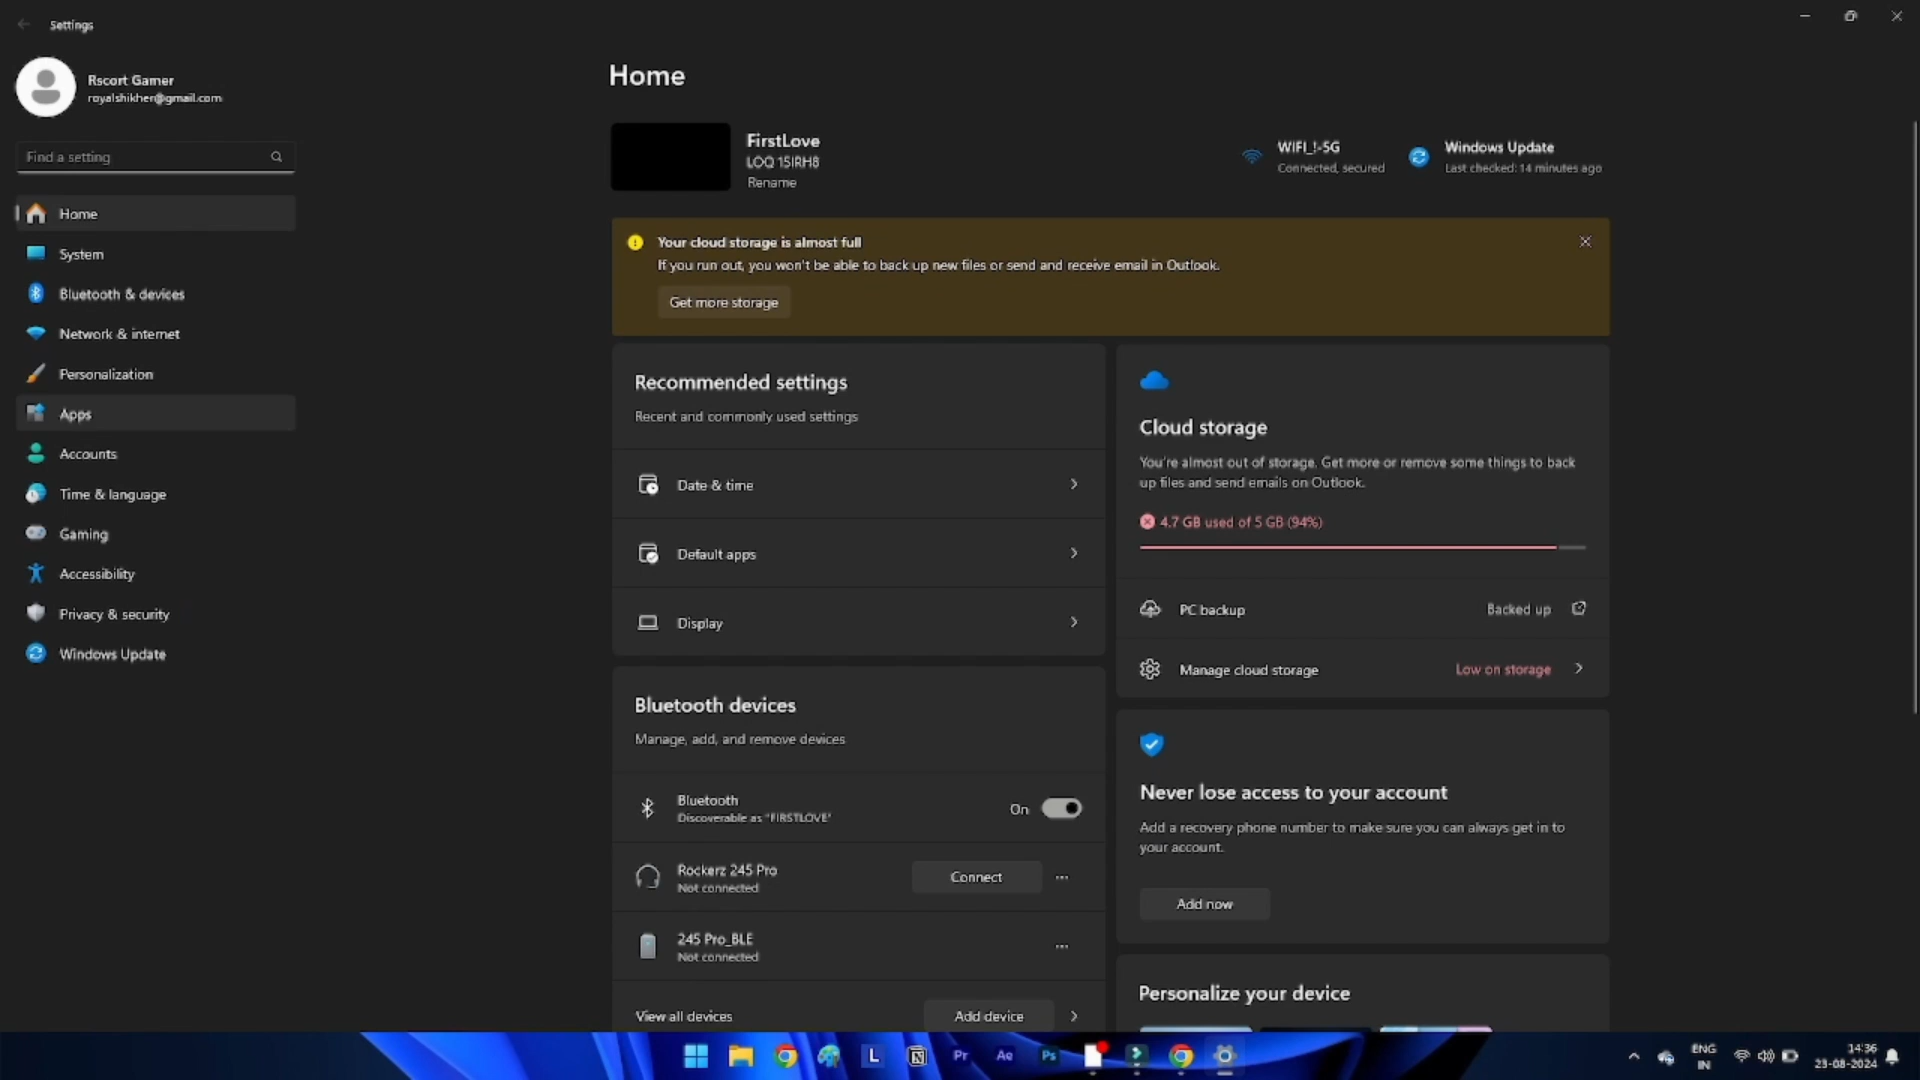 Settings
Rscort Gamer
royalshikher@gmail.com
Find a setting
Home
System
Bluetooth & devices
Network & internet
Personalization
Apps
Accounts
Time & language
Gaming
Accessibility
Privacy & security
Windows Update
Home
FirstLove
LOQ 15IRH8
Rename
WIFI_!-5G
Connected, secured
Windows Update
Last checked: 14 minutes ago
Your cloud storage is almost full
If you run out, you won't be able to back up new files or send and receive email in Outlook.
Get more storage
Recommended settings
Recent and commonly used settings
Date & time
Default apps
Display
Bluetooth devices
Manage, add, and remove devices
Bluetooth
Discoverable as "FIRSTLOVE"
On
Rockerz 245 Pro
Not connected
Connect
245 Pro_BLE
Not connected
View all devices
Add device
Cloud storage
You're almost out of storage. Get more or remove some things to back
up files and send emails on Outlook.
4.7 GB used of 5 GB (94%)
PC backup
Backed up
Manage cloud storage
Low on storage
Never lose access to your account
Add a recovery phone number to make sure you can always get in to
your account.
Add now
Personalize your device
L
N
Pr
Ae
Ps
ENG
IN
14:36
23-08-2024